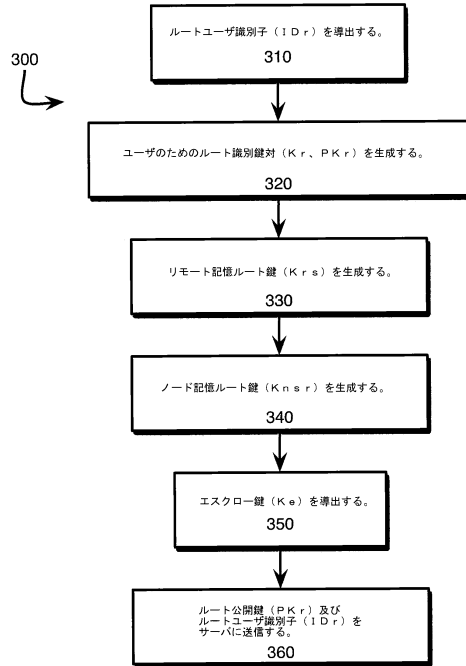 300
ルートユーザ識別子（ＩＤｒ）を導出する。
310
ユーザのためのルート識別鍵対（Ｋｒ、ＰＫｒ）を生成する。
320
リモート記憶ルート鍵（Ｋｒｓ）を生成する。
330
ノード記憶ルート鍵（Ｋｎｓｒ）を生成する。
340
エスクロー鍵（Ｋｅ）を導出する。
350
ルート公開鍵（ＰＫｒ）及び
ルートユーザ識別子（ＩＤｒ）を
サーバに送信する。
360